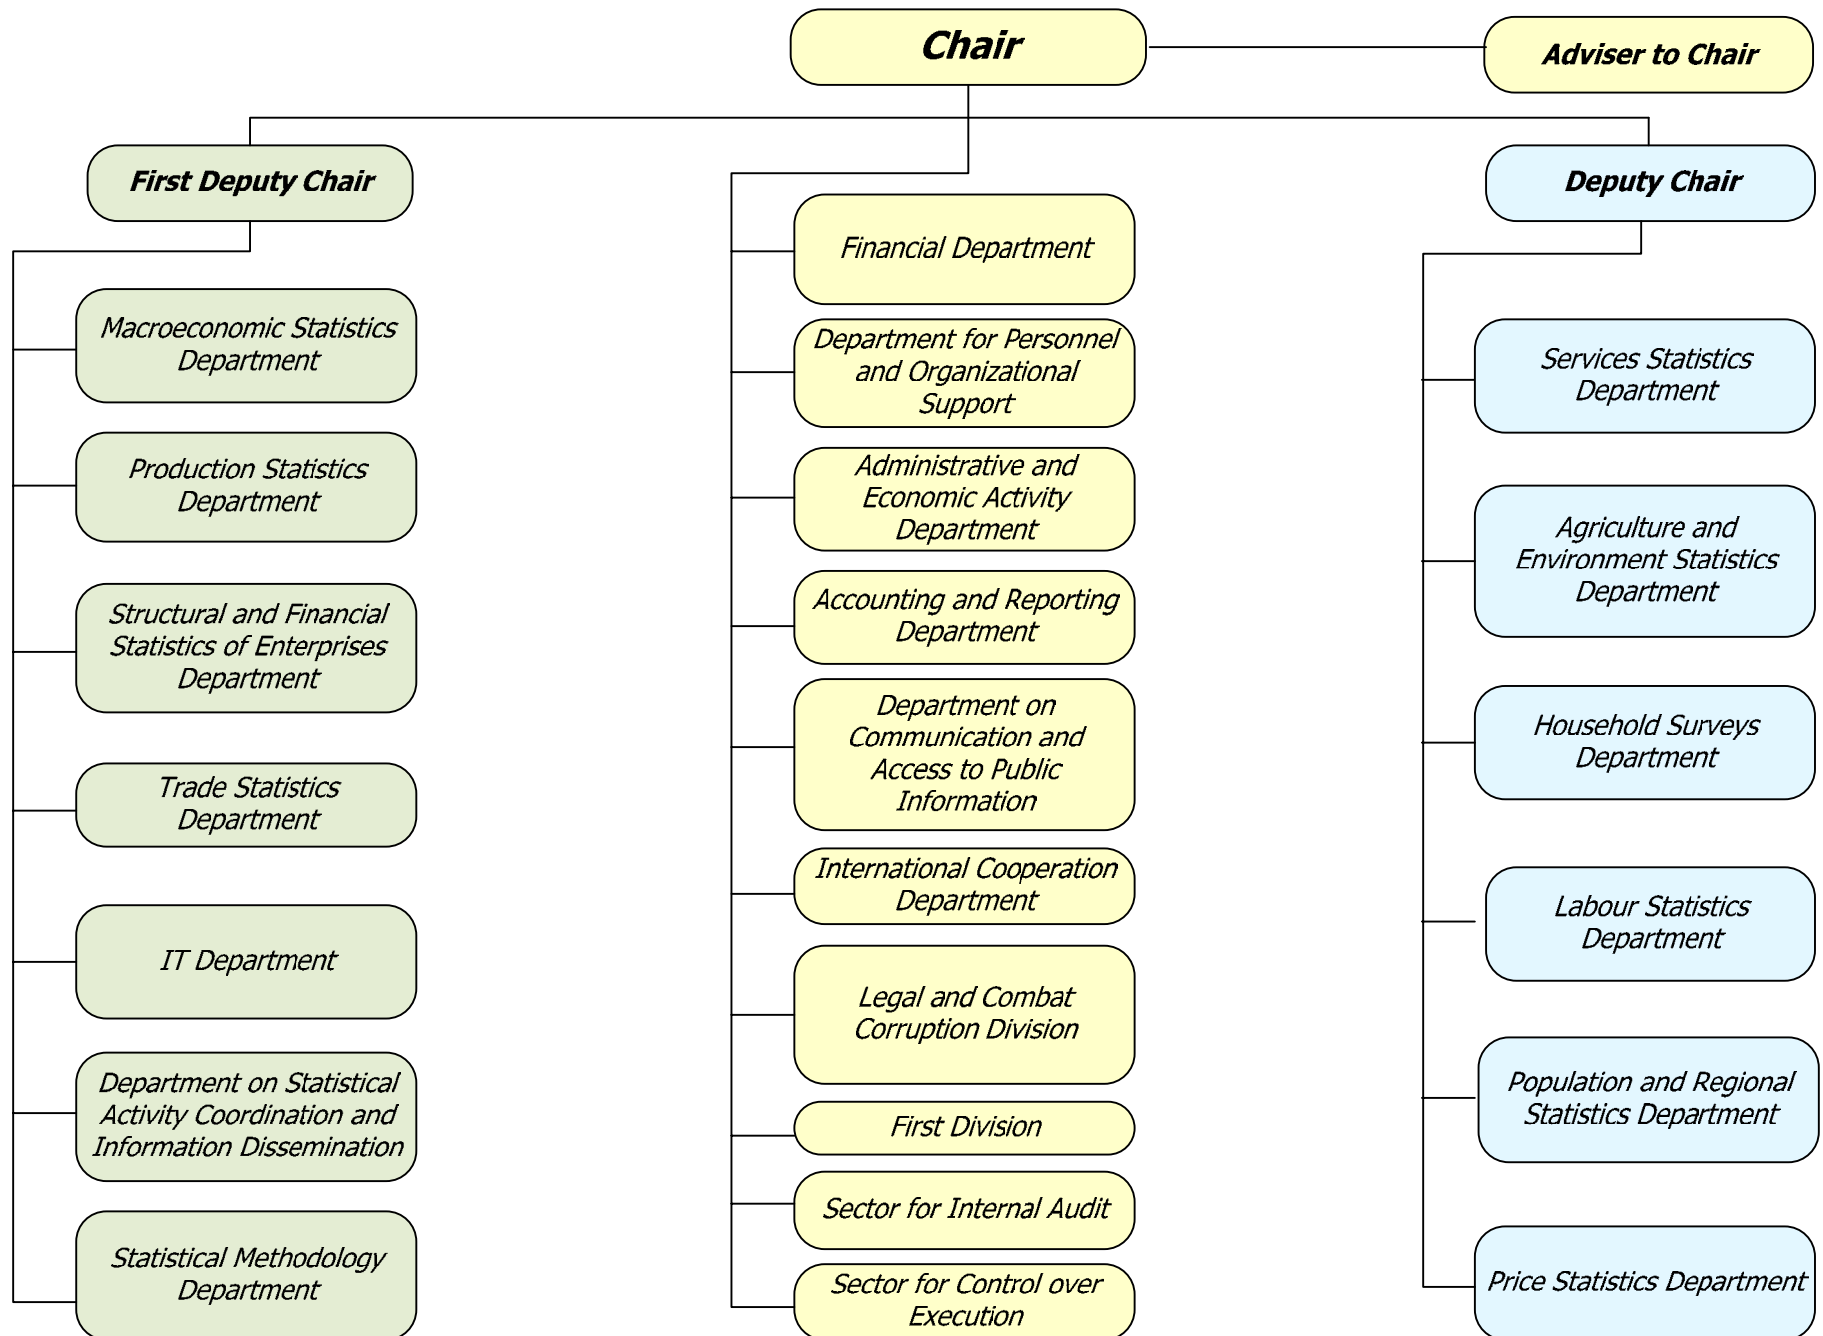 Chair
Adviser to Chair
First Deputy Chair
Macroeconomic Statistics
Department
Production Statistics
Department
Structural and Financial
Statistics of Enterprises
Department
Trade Statistics
Department
IT Department
Department on Statistical
Activity Coordination and
Information Dissemination
Statistical Methodology
Department
Financial Department
Department for Personnel
and Organizational
Support
Administrative and
Economic Activity
Department
Accounting and Reporting
Department
Department on
Communication and
Access to Public
Information
International Cooperation
Department
Legal and Combat
Corruption Division
First Division
Sector for Internal Audit
Sector for Control over
Execution
Deputy Chair
Services Statistics
Department
Agriculture and
Environment Statistics
Department
Household Surveys
Department
Labour Statistics
Department
Population and Regional
Statistics Department
Price Statistics Department